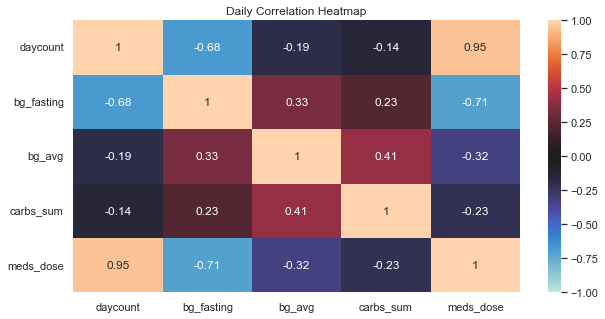 Daily Correlation Heatmap
daycount 1 -0.68 -0.19 -0.14 0.95
bg_fasting -0.68 1 0.33 0.23 -0.71
bg_avg -0.19 0.33 1 0.41 -0.32
carbs_sum -0.14 0.23 0.41 1 -0.23
meds_dose 0.95 -0.71 -0.32 -0.23 1
daycount bg_fasting bg_avg carbs_sum meds_dose
1.00
0.75
0.50
0.25
0.00
−0.25
−0.50
−0.75
−1.00